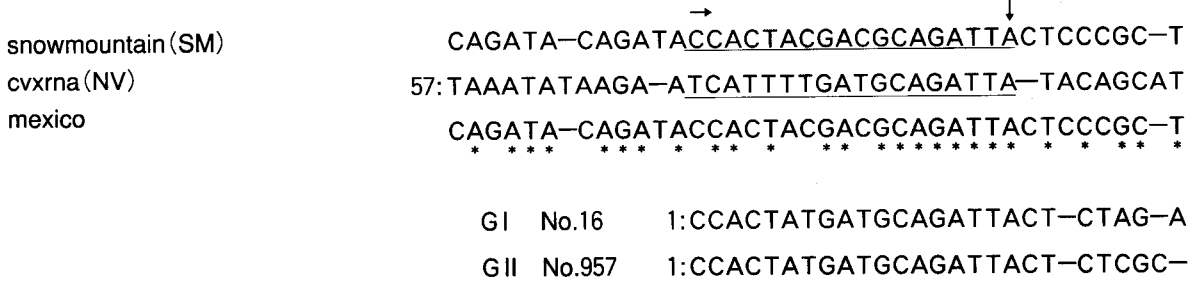 snowmountain(SM) CAGATA—CAGATACCACTACGACGCAGATTACTCCCGC—T
cvxrna(NV) 57:TAAATATAAGA—ATCATTTTGATGCAGATTA—TACAGCAT
mexico CAGATA—CAGATACCACTACGACGCAGATTACTCCCGC—T
* * * * * * * * * * * * * * * * * * * * * * * * * *
GI No.16 1:CCACTATGATGCAGATTACT—CTAG—A
GII No.957 1:CCACTATGATGCAGATTACT—CTCGC—